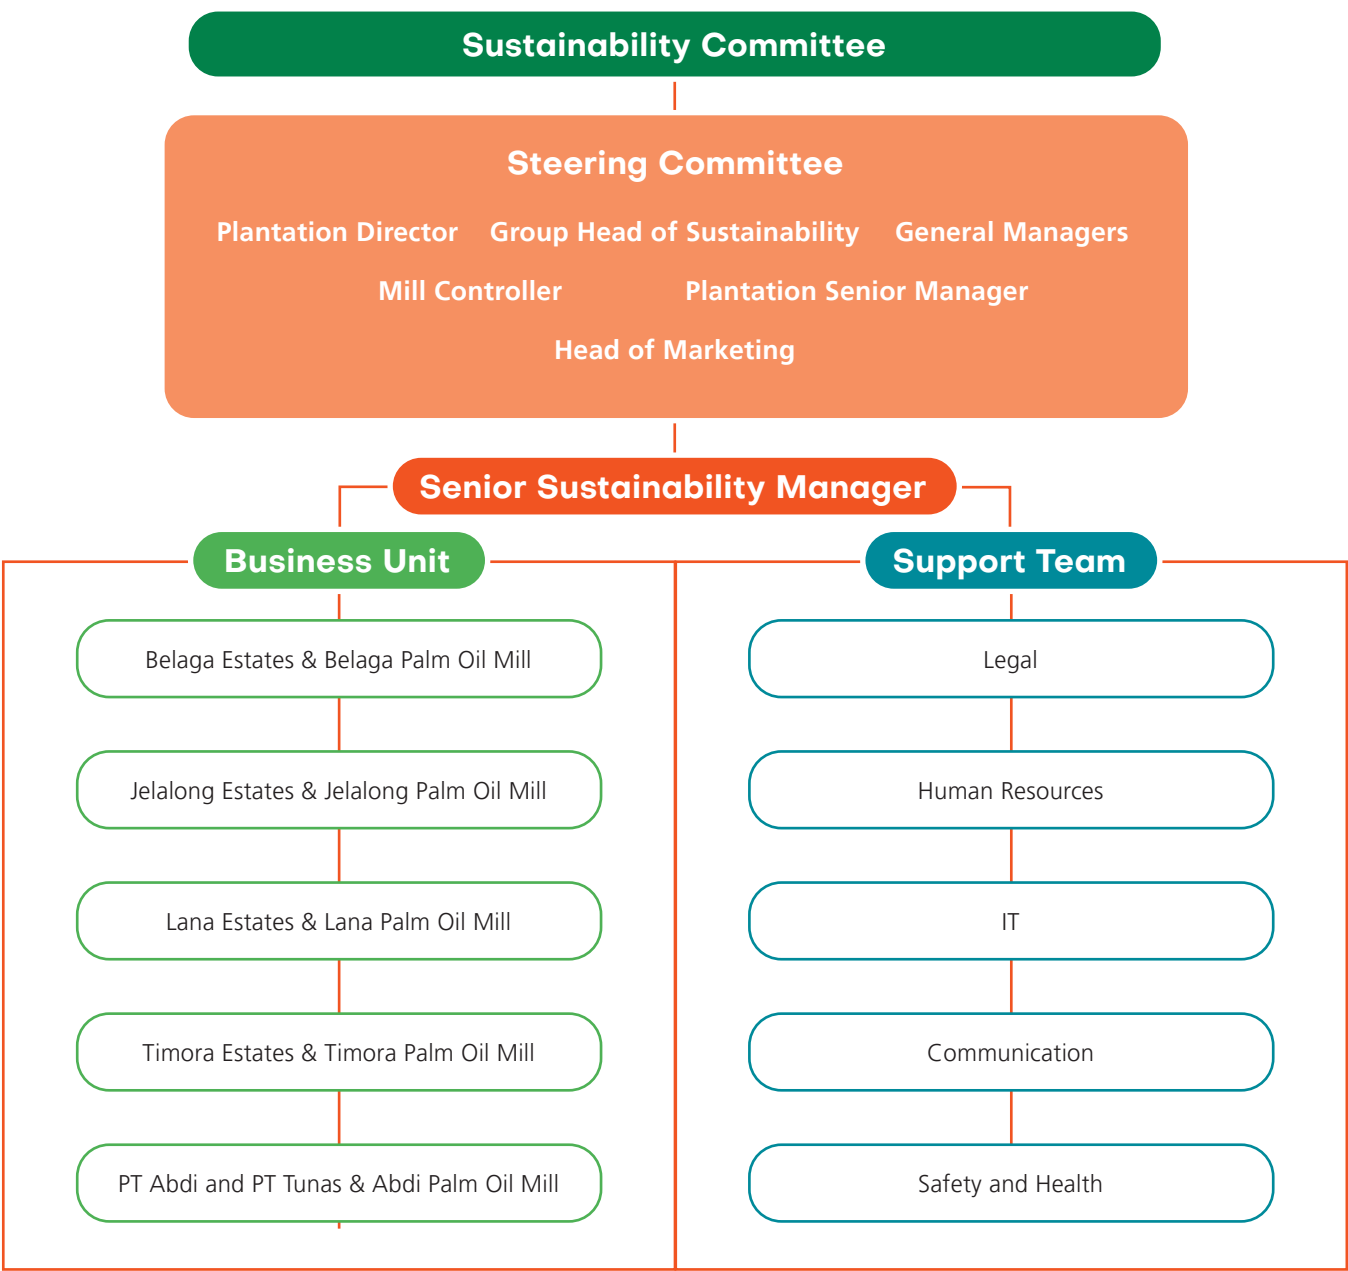 Sustainability Committee
Steering Committee
Plantation Director Group Head of Sustainability General Managers
Mill Controller Plantation Senior Manager
Head of Marketing
Senior Sustainability Manager
Business Unit
Belaga Estates & Belaga Palm Oil Mill
Jelalong Estates & Jelalong Palm Oil Mill
Lana Estates & Lana Palm Oil Mill
Timora Estates & Timora Palm Oil Mill
PT Abdi and PT Tunas & Abdi Palm Oil Mill
Support Team
Legal
Human Resources
IT
Communication
Safety and Health